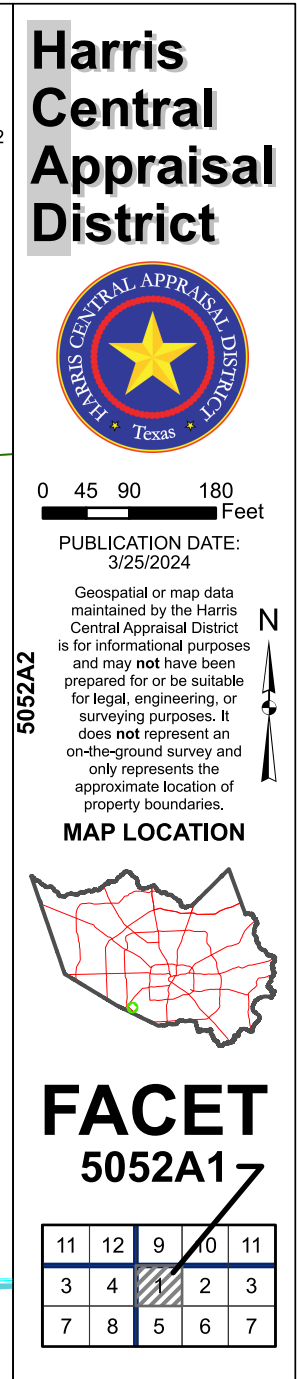 2
Harris
Central
Appraisal
District
HARRIS CENTRAL APPRAISAL DISTRICT
Texas
0 45 90 180
Feet
PUBLICATION DATE:
3/25/2024
Geospatial or map data
maintained by the Harris
Central Appraisal District
is for informational purposes
and may not have been
prepared for or be suitable
for legal, engineering, or
surveying purposes. It
does not represent an
on-the-ground survey and
only represents the
approximate location of
property boundaries.
N
5052A2
MAP LOCATION
FACET
5052A1
11 12 9 10 11
3 4 1 2 3
7 8 5 6 7